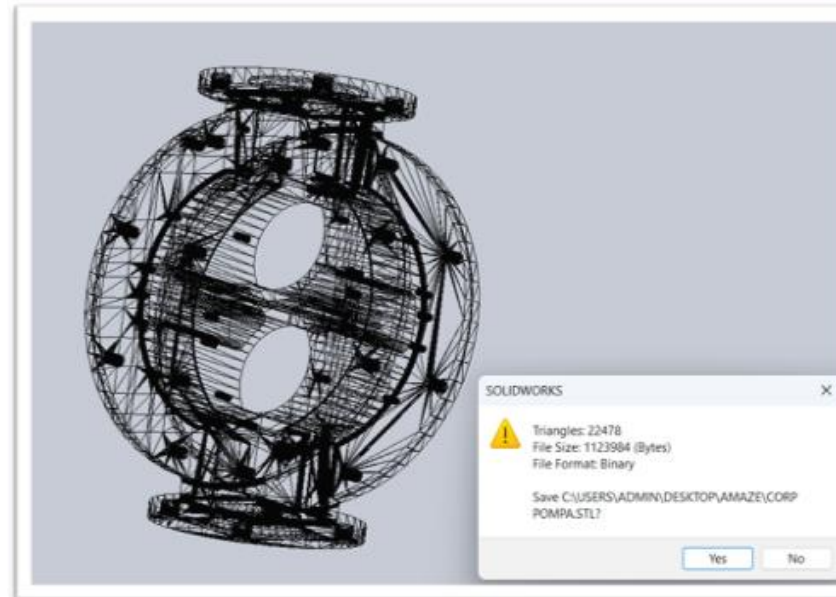 SOLIDWORKS
Triangles: 22478
File Size: 1123984 (Bytes)
File Format: Binary
Save C:\USERS\ADMIN\DESKTOP\AMAZE\CORP
POMPA.STL?
Yes No